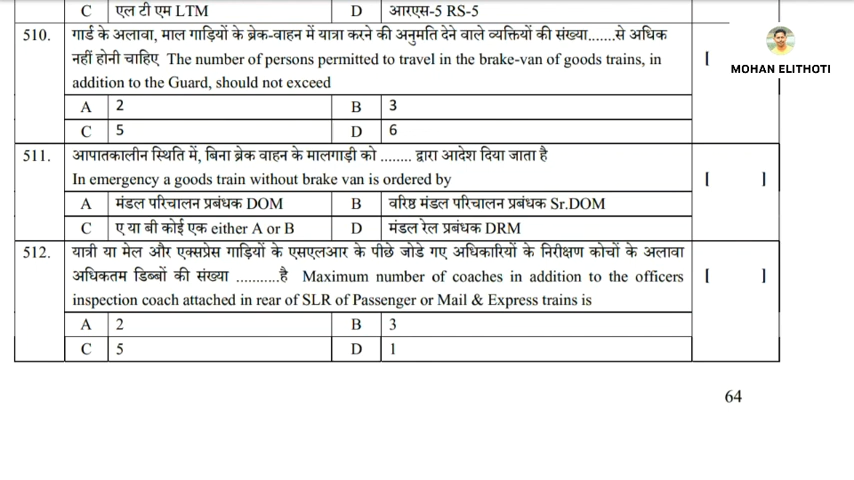 C एल टी एम LTM D आरएस-5 RS-5
510. गार्ड के अलावा, माल गाड़ियों के ब्रेक-वाहन में यात्रा करने की अनुमति देने वाले व्यक्तियों की संख्या.......से अधिक
नहीं होनी चाहिए The number of persons permitted to travel in the brake-van of goods trains, in [
MOHAN ELITHOTI
addition to the Guard, should not exceed
A 2 B 3
C 5 D 6
511. आपातकालीन स्थिति में, बिना ब्रेक वाहन के मालगाड़ी को ........ द्वारा आदेश दिया जाता है
In emergency a goods train without brake van is ordered by [ ]
A मंडल परिचालन प्रबंधक DOM B वरिष्ठ मंडल परिचालन प्रबंधक Sr.DOM
C ए या बी कोई एक either A or B D मंडल रेल प्रबंधक DRM
512. यात्री या मेल और एक्सप्रेस गाड़ियों के एसएलआर के पीछे जोडे गए अधिकारियों के निरीक्षण कोचों के अलावा
अधिकतम डिब्बों की संख्या ...........है Maximum number of coaches in addition to the officers [ ]
inspection coach attached in rear of SLR of Passenger or Mail & Express trains is
A 2 B 3
C 5 D 1
64